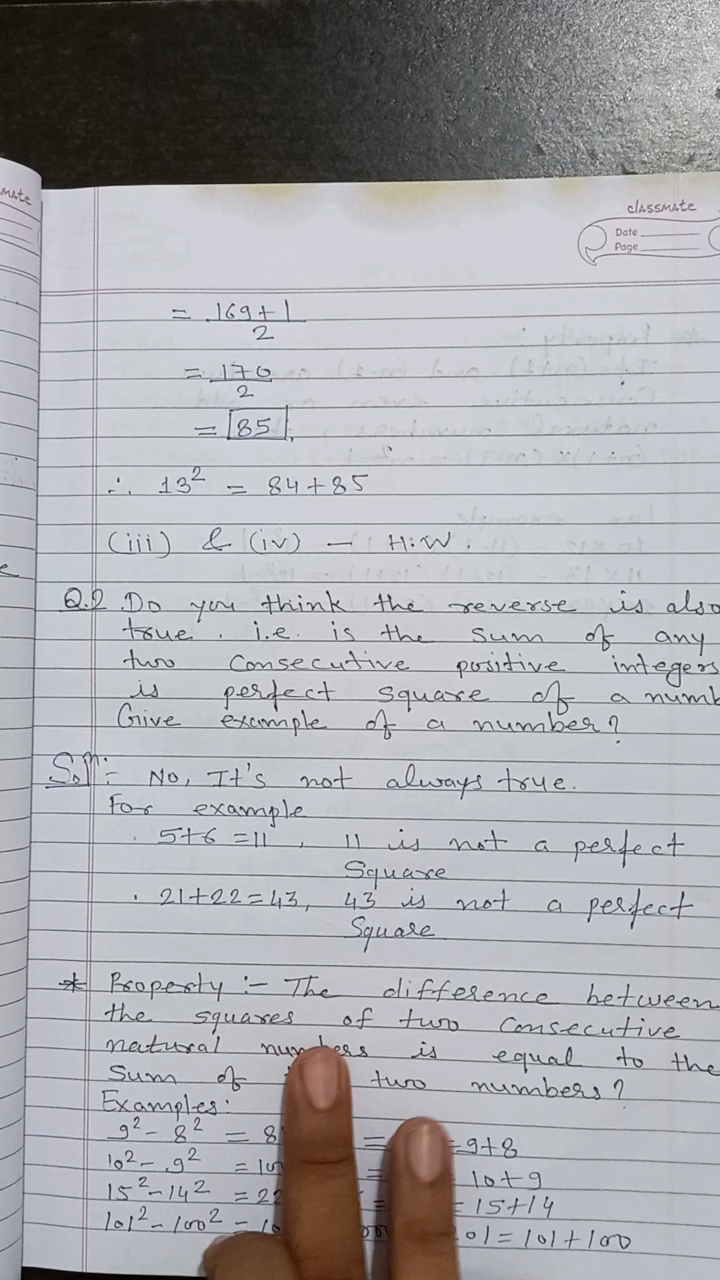 classmate
Date
Page
= 169+1
2
= 170
2
= 85
∴ 13² = 84+85
(iii) & (iv) – H.W.
Q.2 Do you think the reverse is also
true. i.e. is the sum of any
two consecutive positive integers
is perfect square of a numb
Give example of a number?
Solⁿ:- No, It's not always true.
For example
. 5+6 = 11, 11 is not a perfect
Square
. 21+22=43, 43 is not a perfect
Square
* Property :- The difference between
the squares of two consecutive
natural numbers is equal to the
Sum of two numbers?
Examples:
9² - 8² = 8 = = 9+8
10² - 9² = = = 10+9
15² - 14² = 22 = = 15+14
101² - 100² = 01 = 101+100